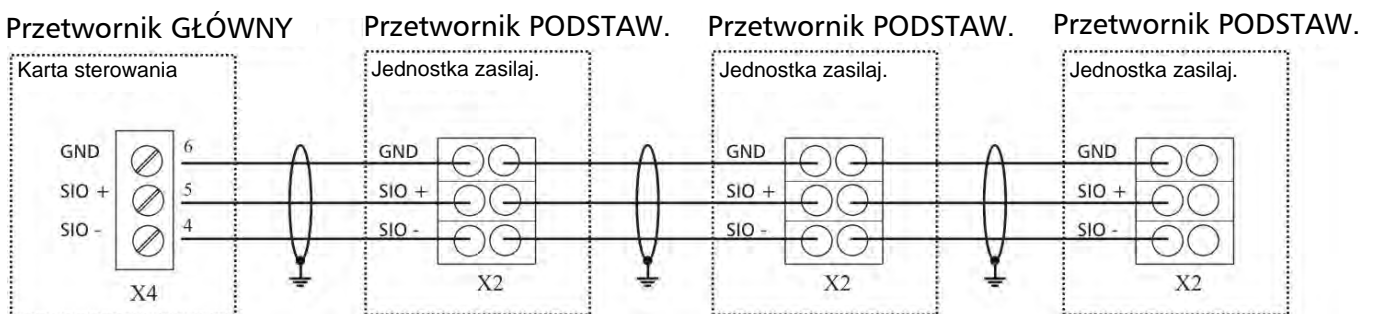 Przetwornik GŁÓWNY Przetwornik PODSTAW. Przetwornik PODSTAW. Przetwornik PODSTAW.
Karta sterowania Jednostka zasilaj. Jednostka zasilaj. Jednostka zasilaj.
GND 6 GND GND GND
SIO + 5 SIO + SIO + SIO +
SIO - 4 SIO - SIO - SIO -
X4 X2 X2 X2